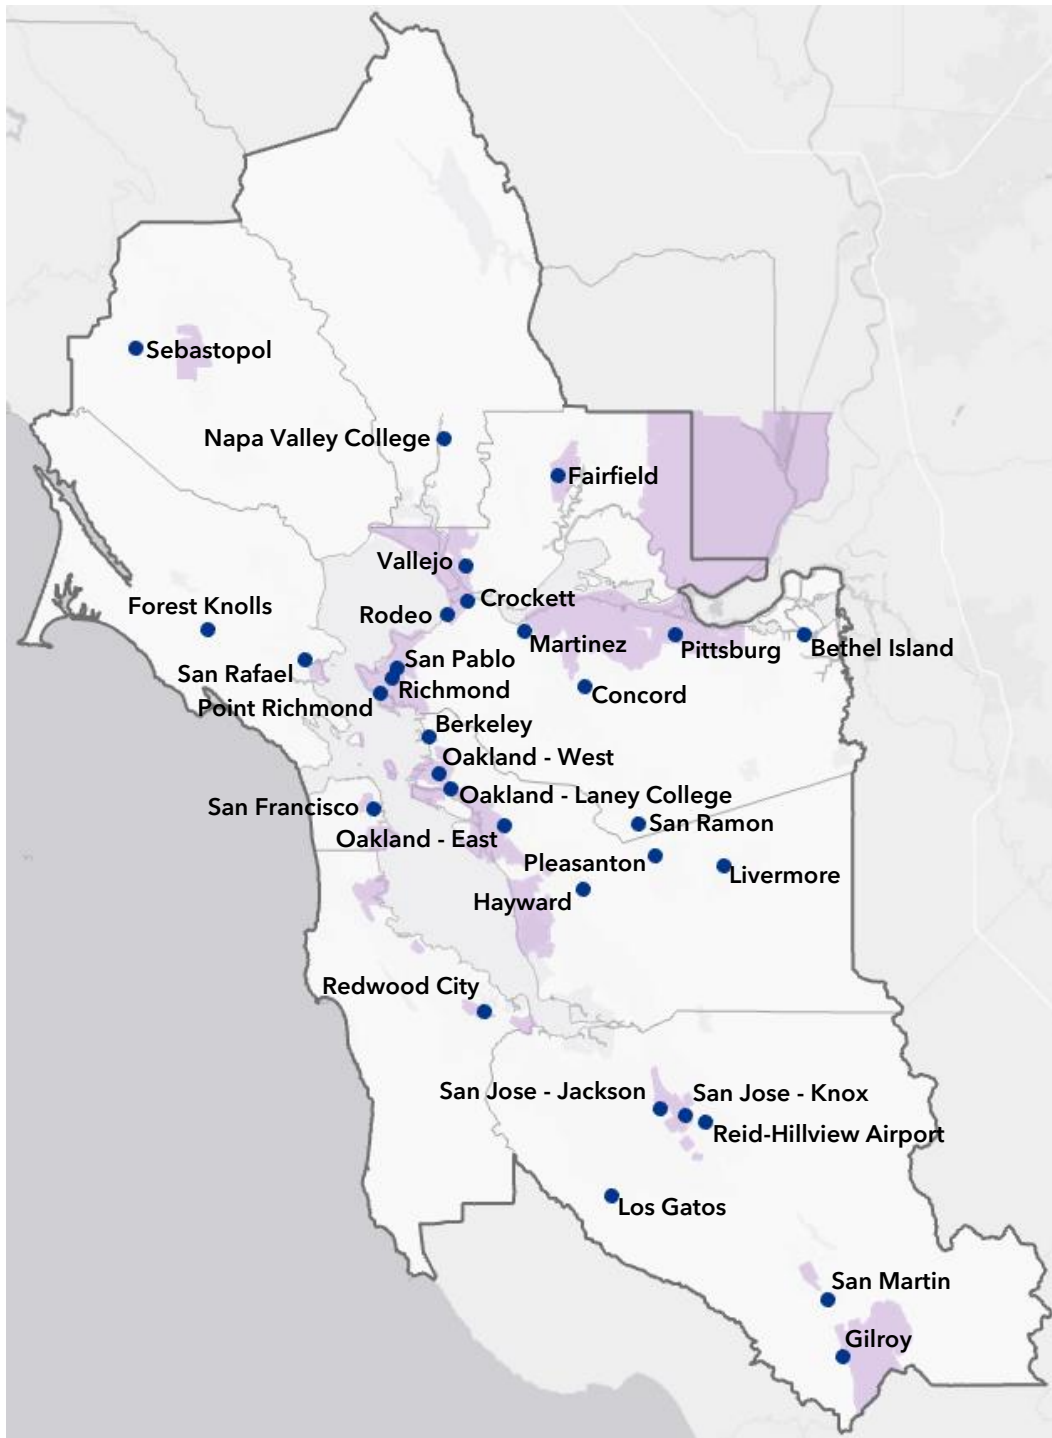 Sebastopol
Napa Valley College
Fairfield
Vallejo
Crockett
Forest Knolls
Rodeo
Martinez
Pittsburg
Bethel Island
San Pablo
San Rafael
Richmond
Concord
Point Richmond
Berkeley
Oakland - West
Oakland - Laney College
San Francisco
San Ramon
Oakland - East
Pleasanton
Livermore
Hayward
Redwood City
San Jose - Jackson
San Jose - Knox
Reid-Hillview Airport
Los Gatos
San Martin
Gilroy